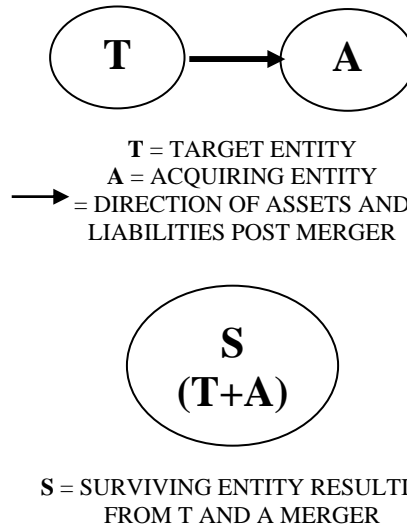 T A
T = TARGET ENTITY
A = ACQUIRING ENTITY
= DIRECTION OF ASSETS AND
LIABILITIES POST MERGER
S
(T+A)
S = SURVIVING ENTITY RESULTI
FROM T AND A MERGER